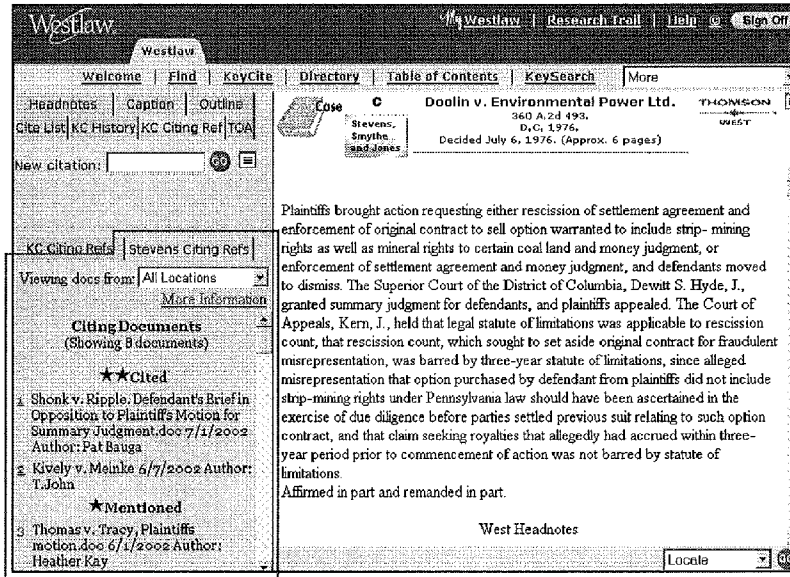 Westlaw.
My Westlaw | Research Trail | Help Sign Off
Westlaw
Welcome | Find | KeyCite | Directory | Table of Contents | KeySearch More
Headnotes Caption Outline
Cite List KC History KC Citing Ref TOA
New citation: GO
KC Citing Refs Stevens Citing Refs
Viewing docs from: All Locations
More Information
Citing Documents
(Showing 8 documents)
★★Cited
1 Shonk v. Ripple. Defendant's Brief in
Opposition to Plaintiff's Motion for
Summary Judgment.doc 7/1/2002
Author: Pat Bauga
2 Kively v. Meinke 6/7/2002 Author:
T.John
★Mentioned
3 Thomas v. Tracy, Plaintiffs
motion.doc 6/1/2002 Author:
Heather Kay
Case C
Stevens,
Smythe
and Jones
Doolin v. Environmental Power Ltd.
360 A.2d 493.
D.C. 1976.
Decided July 6, 1976. (Approx. 6 pages)
THOMSON
WEST
Plaintiffs brought action requesting either rescission of settlement agreement and
enforcement of original contract to sell option warranted to include strip- mining
rights as well as mineral rights to certain coal land and money judgment, or
enforcement of settlement agreement and money judgment, and defendants moved
to dismiss. The Superior Court of the District of Columbia, Dewitt S. Hyde, J.,
granted summary judgment for defendants, and plaintiffs appealed. The Court of
Appeals, Kern, J., held that legal statute of limitations was applicable to rescission
count, that rescission count, which sought to set aside original contract for fraudulent
misrepresentation, was barred by three-year statute of limitations, since alleged
misrepresentation that option purchased by defendant from plaintiffs did not include
strip-mining rights under Pennsylvania law should have been ascertained in the
exercise of due diligence before parties settled previous suit relating to such option
contract, and that claim seeking royalties that allegedly had accrued within three-
year period prior to commencement of action was not barred by statute of
limitations.
Affirmed in part and remanded in part.
West Headnotes
Locate